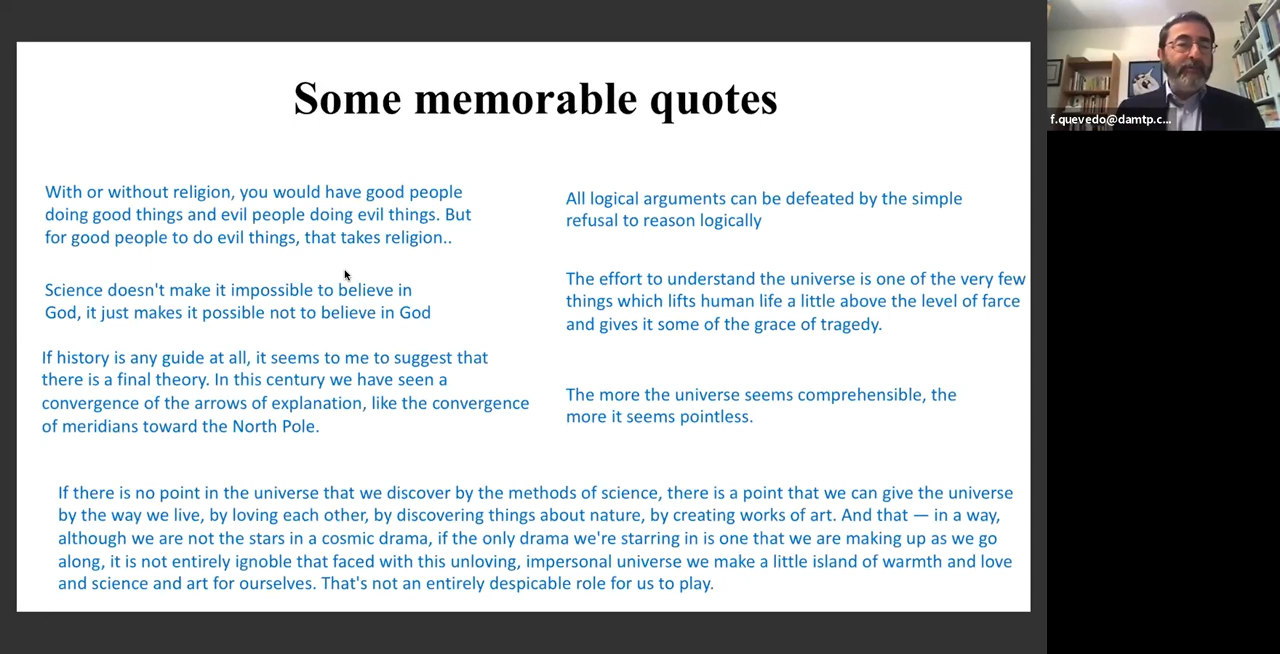 Some memorable quotes
With or without religion, you would have good people
doing good things and evil people doing evil things. But
for good people to do evil things, that takes religion..
Science doesn't make it impossible to believe in
God, it just makes it possible not to believe in God
If history is any guide at all, it seems to me to suggest that
there is a final theory. In this century we have seen a
convergence of the arrows of explanation, like the convergence
of meridians toward the North Pole.
All logical arguments can be defeated by the simple
refusal to reason logically
The effort to understand the universe is one of the very few
things which lifts human life a little above the level of farce
and gives it some of the grace of tragedy.
The more the universe seems comprehensible, the
more it seems pointless.
If there is no point in the universe that we discover by the methods of science, there is a point that we can give the universe
by the way we live, by loving each other, by discovering things about nature, by creating works of art. And that — in a way,
although we are not the stars in a cosmic drama, if the only drama we're starring in is one that we are making up as we go
along, it is not entirely ignoble that faced with this unloving, impersonal universe we make a little island of warmth and love
and science and art for ourselves. That's not an entirely despicable role for us to play.
f.quevedo@damtp.c...